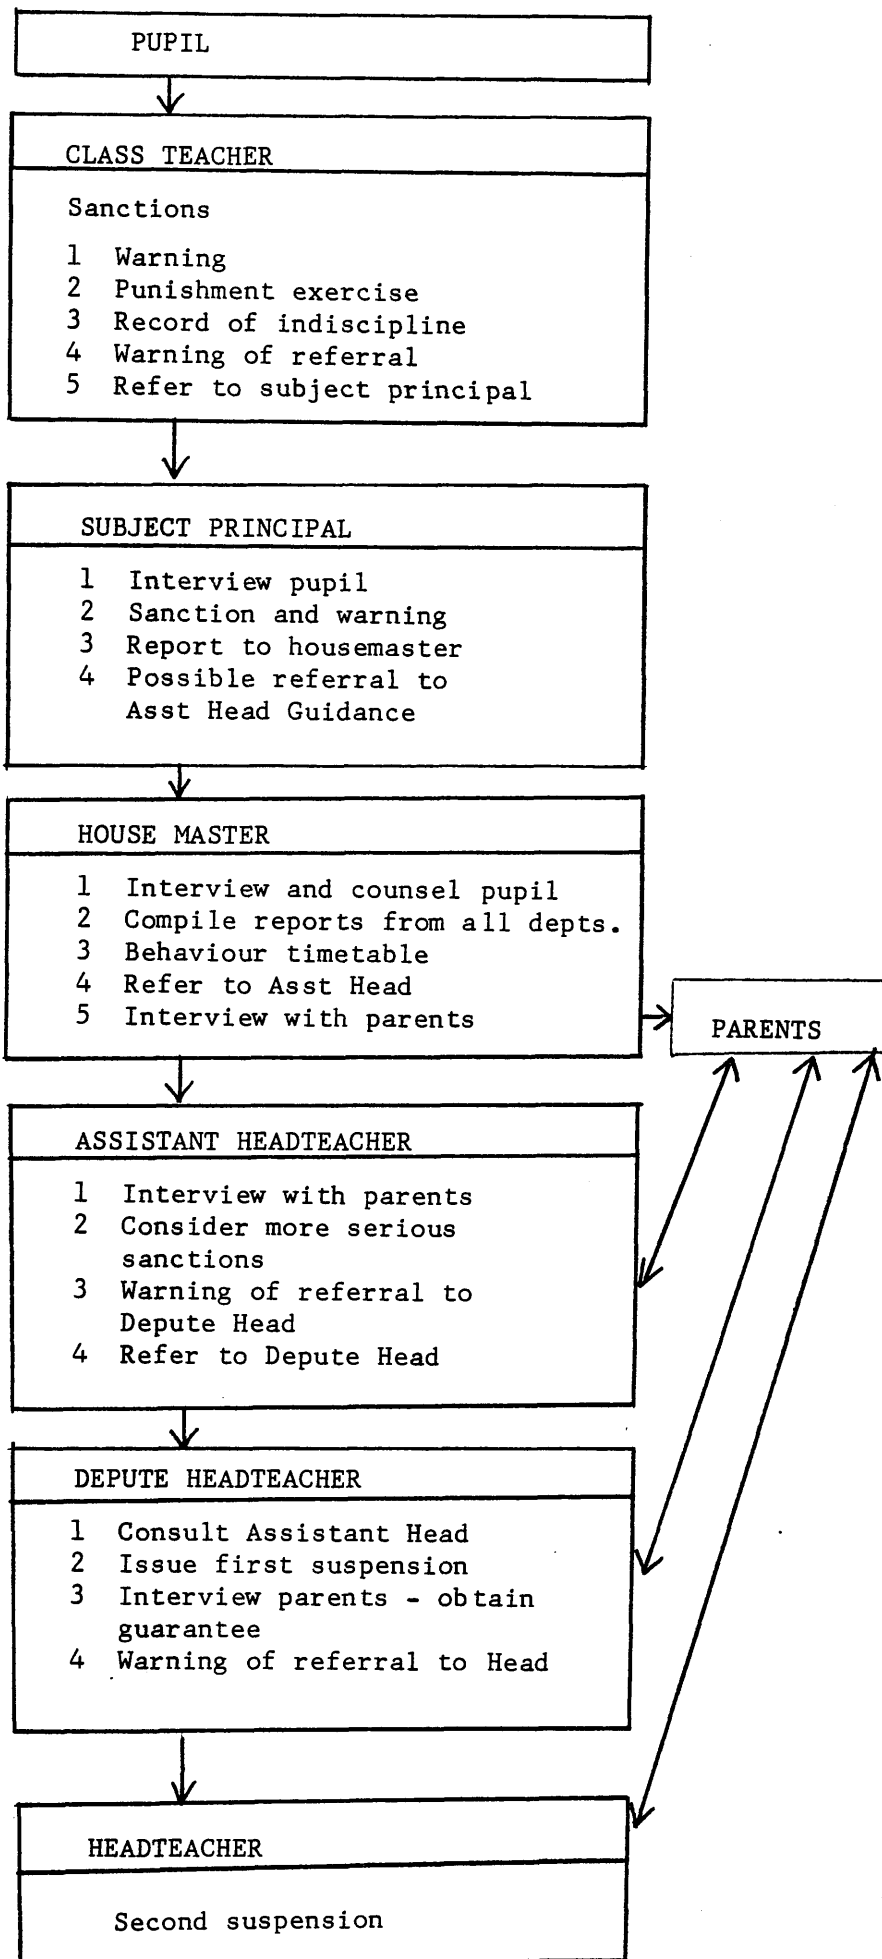 PUPIL
CLASS TEACHER
Sanctions
1 Warning
2 Punishment exercise
3 Record of indiscipline
4 Warning of referral
5 Refer to subject principal
SUBJECT PRINCIPAL
1 Interview pupil
2 Sanction and warning
3 Report to housemaster
4 Possible referral to
Asst Head Guidance
HOUSE MASTER
1 Interview and counsel pupil
2 Compile reports from all depts.
3 Behaviour timetable
4 Refer to Asst Head
5 Interview with parents
PARENTS
ASSISTANT HEADTEACHER
1 Interview with parents
2 Consider more serious
sanctions
3 Warning of referral to
Depute Head
4 Refer to Depute Head
DEPUTE HEADTEACHER
1 Consult Assistant Head
2 Issue first suspension
3 Interview parents - obtain
guarantee
4 Warning of referral to Head
HEADTEACHER
Second suspension